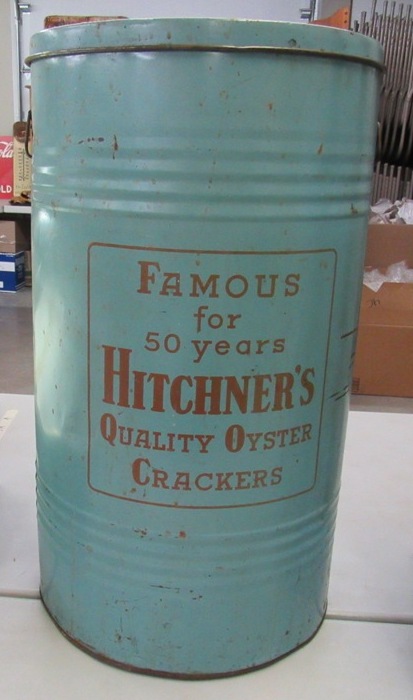 FAMOUS
for
50 years
HITCHNER'S
QUALITY OYSTER
CRACKERS